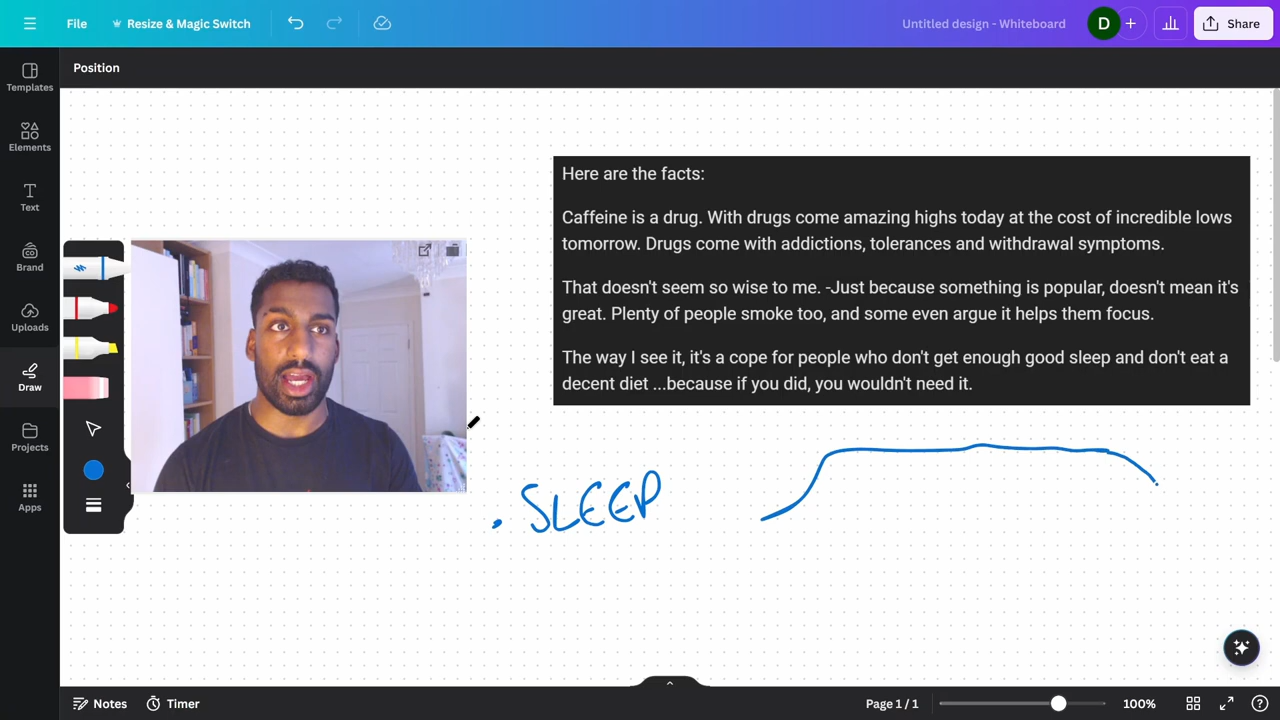 File
Resize & Magic Switch
Untitled design - Whiteboard
D
Share
Position
Templates
Elements
Text
Brand
Uploads
Draw
Projects
Apps
Here are the facts:
Caffeine is a drug. With drugs come amazing highs today at the cost of incredible lows
tomorrow. Drugs come with addictions, tolerances and withdrawal symptoms.
That doesn't seem so wise to me. -Just because something is popular, doesn't mean it's
great. Plenty of people smoke too, and some even argue it helps them focus.
The way I see it, it's a cope for people who don't get enough good sleep and don't eat a
decent diet ...because if you did, you wouldn't need it.
. SLEEP
Notes
Timer
Page 1 / 1
100%